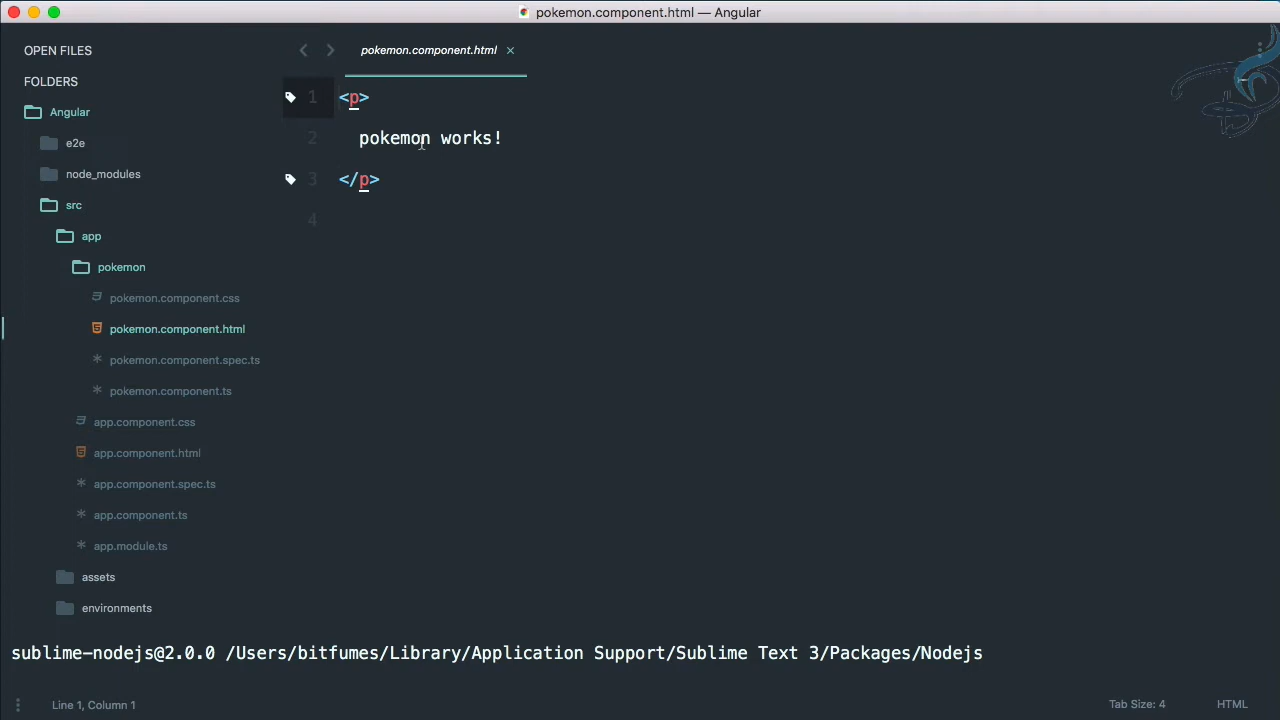 pokemon.component.html — Angular
OPEN FILES
FOLDERS
Angular
e2e
node_modules
src
app
pokemon
pokemon.component.css
pokemon.component.html
pokemon.component.spec.ts
pokemon.component.ts
app.component.css
app.component.html
app.component.spec.ts
app.component.ts
app.module.ts
assets
environments
pokemon.component.html ×
1 <p>
2 pokemon works!
3 </p>
4
sublime-nodejs@2.0.0 /Users/bitfumes/Library/Application Support/Sublime Text 3/Packages/Nodejs
Line 1, Column 1
Tab Size: 4
HTML